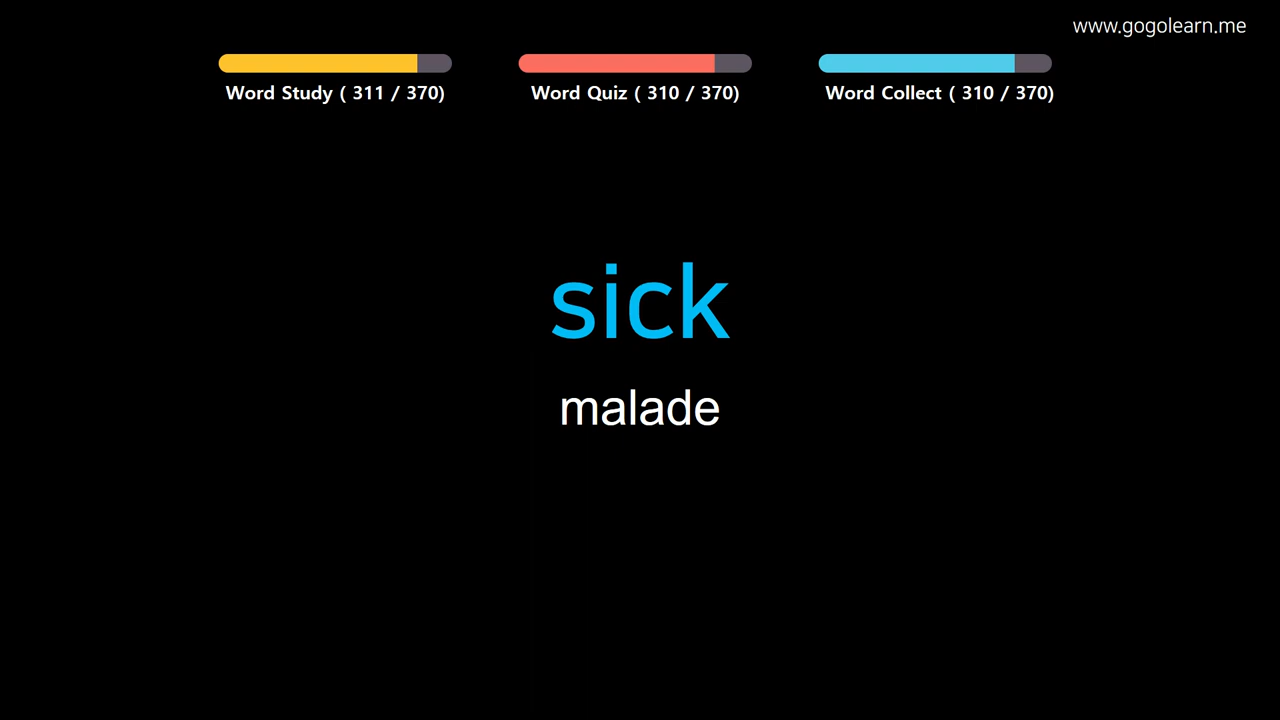 www.gogolearn.me
Word Study ( 311 / 370)
Word Quiz ( 310 / 370)
Word Collect ( 310 / 370)
sick
malade